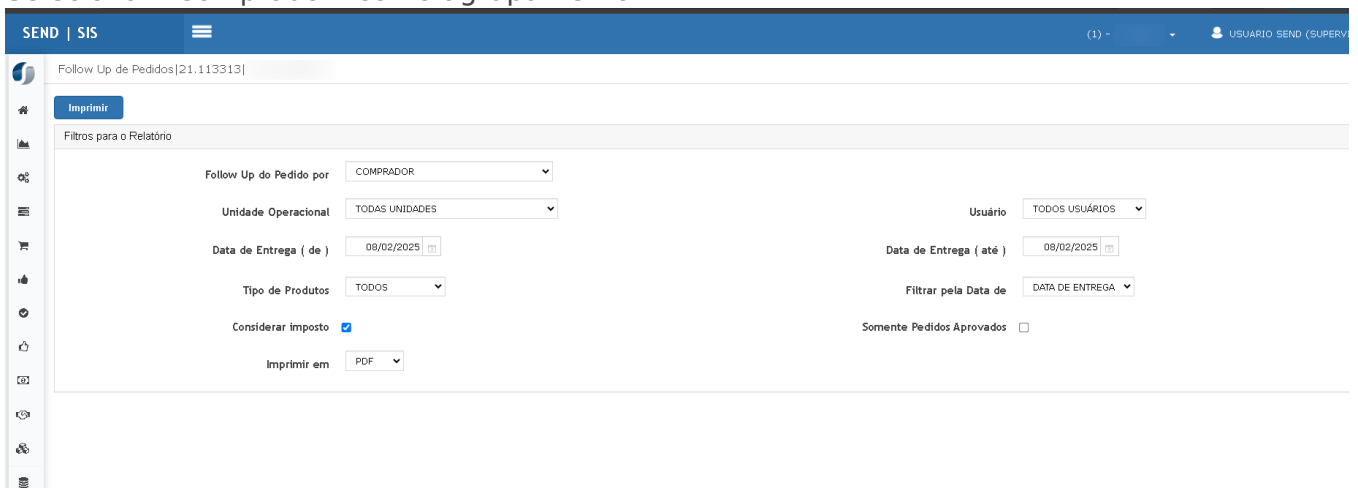 SEND | SIS
(1) -
USUARIO SEND (SUPERVI
Follow Up de Pedidos|21.113313|
Imprimir
Filtros para o Relatório
Follow Up do Pedido por COMPRADOR
Unidade Operacional TODAS UNIDADES Usuário TODOS USUÁRIOS
Data de Entrega ( de ) 08/02/2025 Data de Entrega ( até ) 08/02/2025
Tipo de Produtos TODOS Filtrar pela Data de DATA DE ENTREGA
Considerar imposto Somente Pedidos Aprovados
Imprimir em PDF